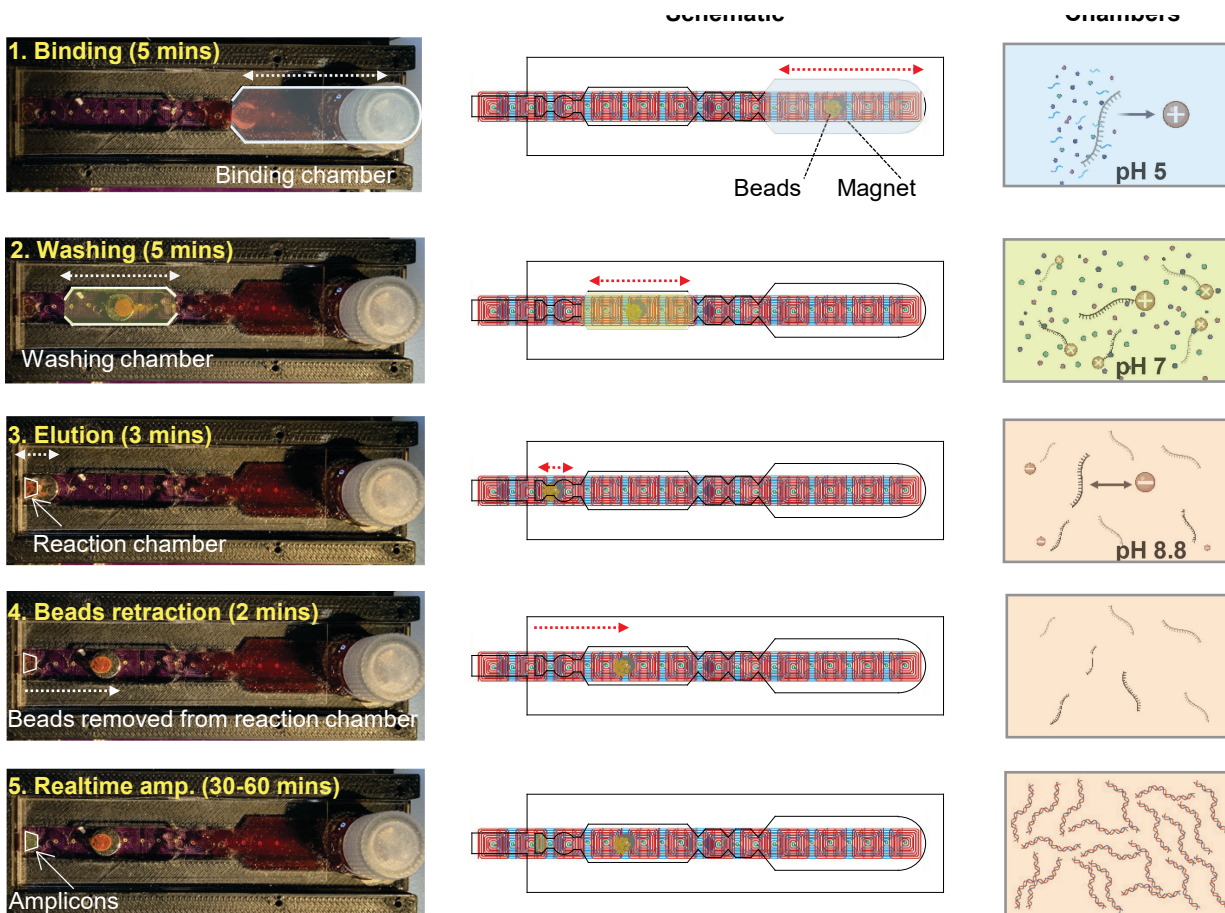 Schematic
Chambers
1. Binding (5 mins)
Binding chamber
Beads
Magnet
+
pH 5
2. Washing (5 mins)
Washing chamber
+
pH 7
3. Elution (3 mins)
Reaction chamber
pH 8.8
4. Beads retraction (2 mins)
Beads removed from reaction chamber
5. Realtime amp. (30-60 mins)
Amplicons